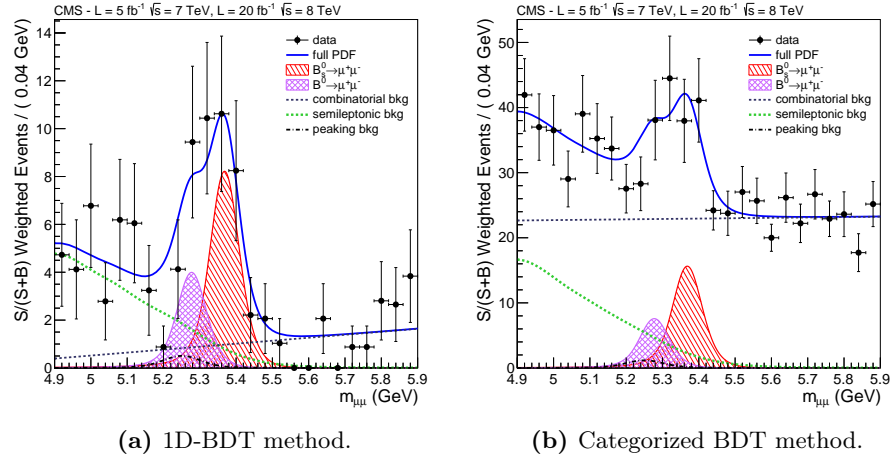 CMS - L = 5 fb⁻¹ √s = 7 TeV, L = 20 fb⁻¹ √s = 8 TeV
S/(S+B) Weighted Events / ( 0.04 GeV)
14
12
10
8
6
4
2
0
data
full PDF
B⁰ₛ→μ⁺μ⁻
B⁰→μ⁺μ⁻
combinatorial bkg
semileptonic bkg
peaking bkg
4.9 5 5.1 5.2 5.3 5.4 5.5 5.6 5.7 5.8 5.9
m_μμ (GeV)
(a) 1D-BDT method.
CMS - L = 5 fb⁻¹ √s = 7 TeV, L = 20 fb⁻¹ √s = 8 TeV
S/(S+B) Weighted Events / ( 0.04 GeV)
50
40
30
20
10
0
data
full PDF
B⁰ₛ→μ⁺μ⁻
B⁰→μ⁺μ⁻
combinatorial bkg
semileptonic bkg
peaking bkg
4.9 5 5.1 5.2 5.3 5.4 5.5 5.6 5.7 5.8 5.9
m_μμ (GeV)
(b) Categorized BDT method.